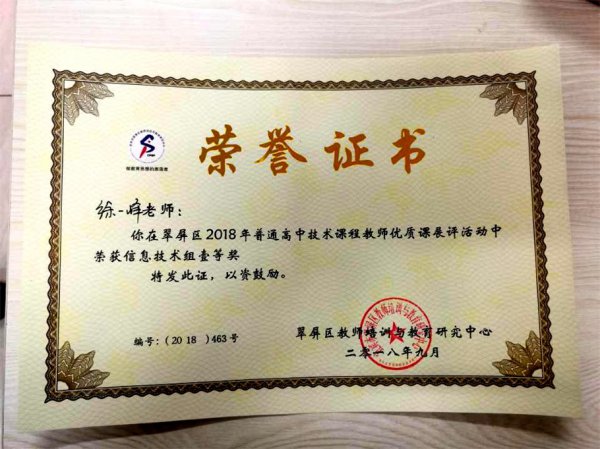 荣誉证书
徐一峰老师：
你在翠屏区2018年普通高中技术课程教师优质课展评活动中
荣获信息技术组壹等奖
特发此证，以资鼓励。
翠屏区教师培训与教育研究中心
编号：(2018 )463号
二零一八年九月